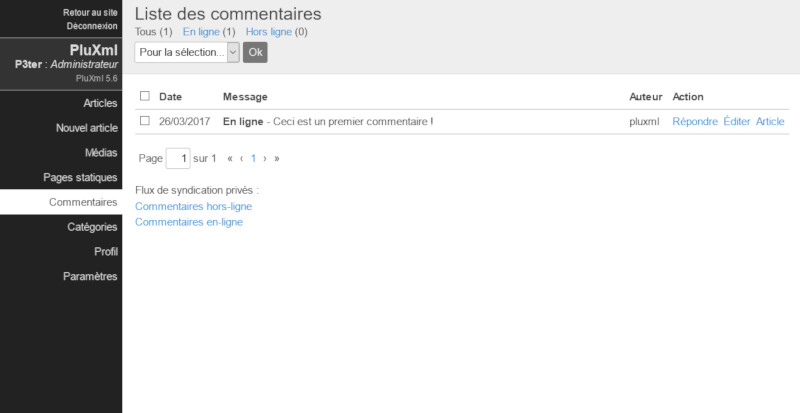 Retour au site
Déconnexion
PluXml
P3ter : Administrateur
PluXml 5.6
Articles
Nouvel article
Médias
Pages statiques
Commentaires
Catégories
Profil
Paramètres
Liste des commentaires
Tous (1) En ligne (1) Hors ligne (0)
Pour la sélection... Ok
Date Message Auteur Action
26/03/2017 En ligne - Ceci est un premier commentaire ! pluxml Répondre Éditer Article
Page 1 sur 1 « ‹ 1 › »
Flux de syndication privés :
Commentaires hors-ligne
Commentaires en-ligne